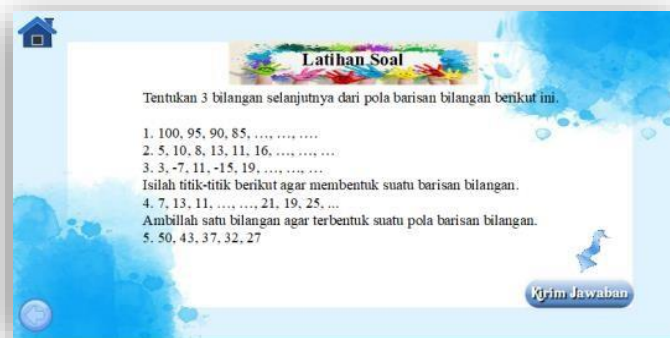 Latihan Soal
Tentukan 3 bilangan selanjutnya dari pola barisan bilangan berikut ini.
1. 100, 95, 90, 85, …, …, ….
2. 5, 10, 8, 13, 11, 16, …, …, …
3. 3, -7, 11, -15, 19, …, …, …
Isilah titik-titik berikut agar membentuk suatu barisan bilangan.
4. 7, 13, 11, …, …, 21, 19, 25, ...
Ambillah satu bilangan agar terbentuk suatu pola barisan bilangan.
5. 50, 43, 37, 32, 27
Kirim Jawaban